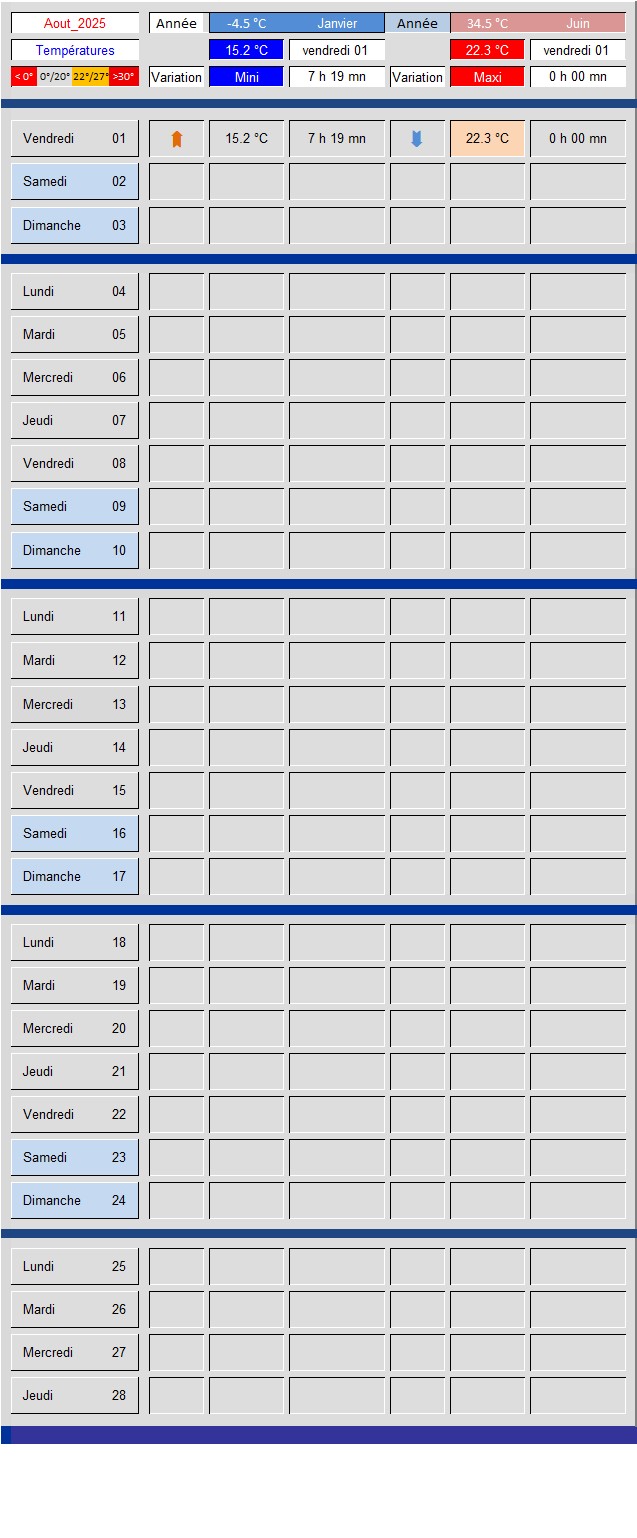 Aout_2025 Année -4.5 °C Janvier Année 34.5 °C Juin
Températures 15.2 °C vendredi 01 22.3 °C vendredi 01
< 0° 0°/20° 22°/27° >30° Variation Mini 7 h 19 mn Variation Maxi 0 h 00 mn
Vendredi 01 15.2 °C 7 h 19 mn 22.3 °C 0 h 00 mn
Samedi 02
Dimanche 03
Lundi 04
Mardi 05
Mercredi 06
Jeudi 07
Vendredi 08
Samedi 09
Dimanche 10
Lundi 11
Mardi 12
Mercredi 13
Jeudi 14
Vendredi 15
Samedi 16
Dimanche 17
Lundi 18
Mardi 19
Mercredi 20
Jeudi 21
Vendredi 22
Samedi 23
Dimanche 24
Lundi 25
Mardi 26
Mercredi 27
Jeudi 28